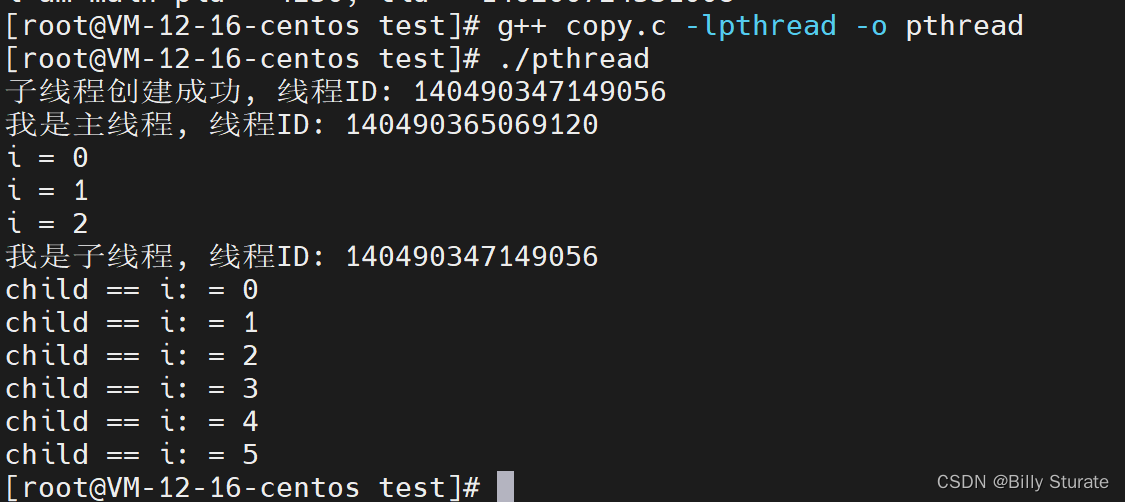 [root@VM-12-16-centos test]# g++ copy.c -lpthread -o pthread
[root@VM-12-16-centos test]# ./pthread
子线程创建成功, 线程ID: 140490347149056
我是主线程, 线程ID: 140490365069120
i = 0
i = 1
i = 2
我是子线程, 线程ID: 140490347149056
child == i: = 0
child == i: = 1
child == i: = 2
child == i: = 3
child == i: = 4
child == i: = 5
[root@VM-12-16-centos test]#
CSDN @Billy Sturate